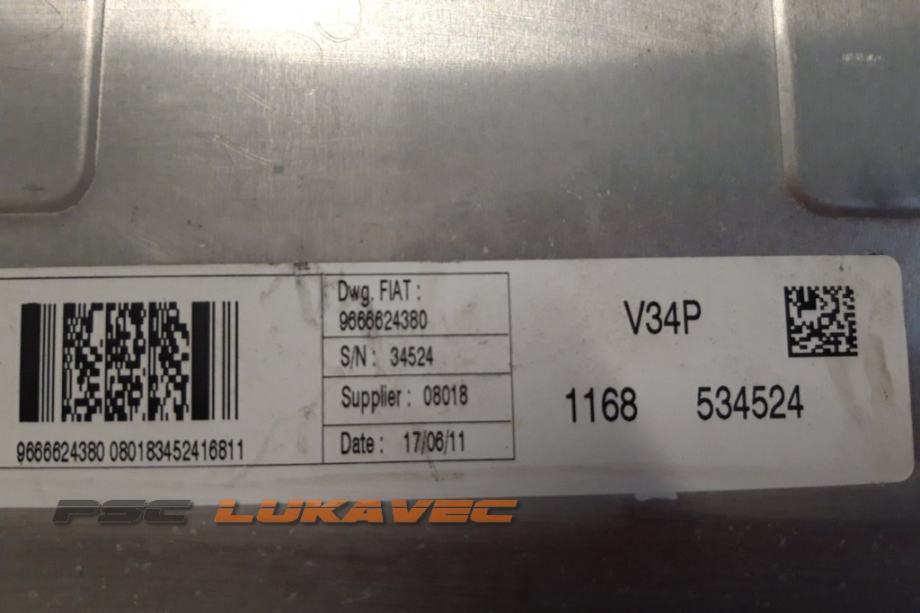 Dwg. FIAT :
9666624380
S/N : 34524
Supplier : 08018
Date : 17/06/11
9666624380 080183452416811
V34P
1168 534524
PSC LUKAVEC